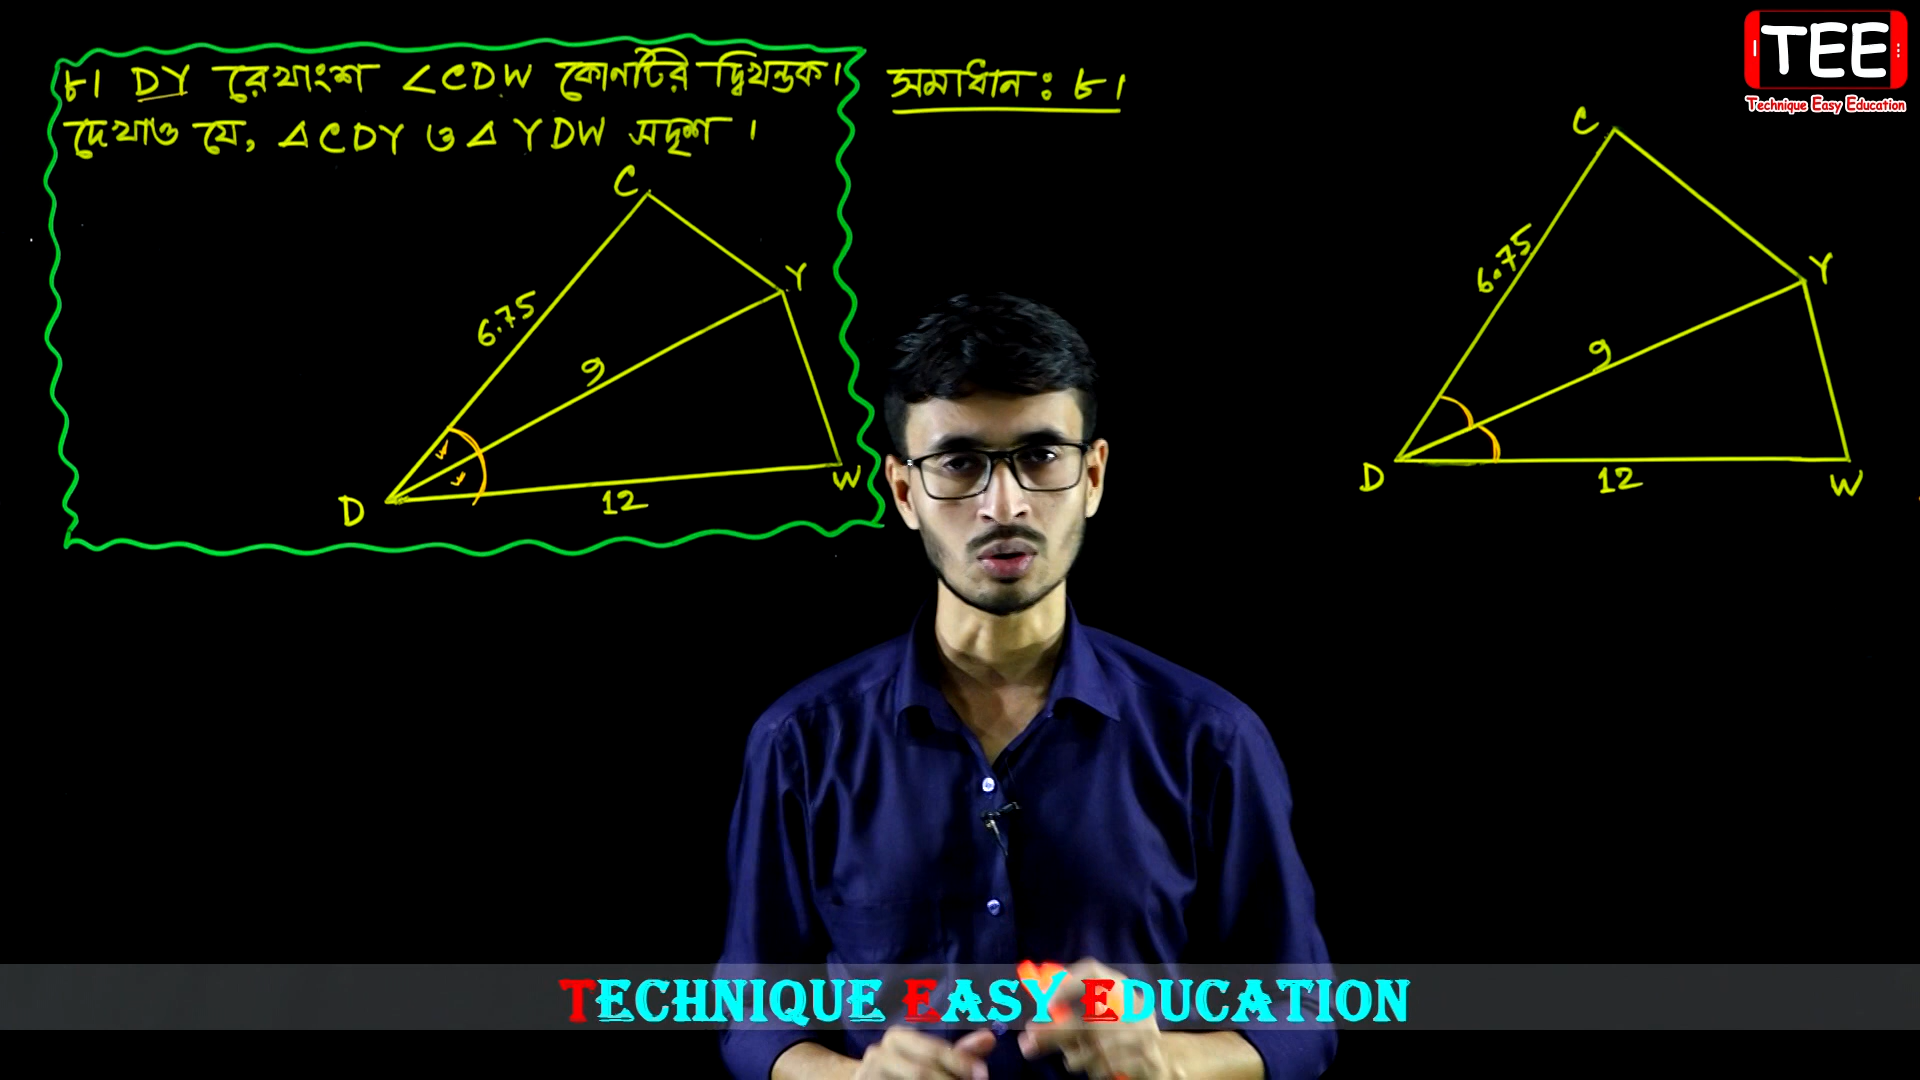 ৮। DY রেখাংশ ∠CDW কোণটির দ্বিখন্ডক।
দেখাও যে, △CDY ও △YDW সদৃশ।
C
Y
6.75
9
D
12
W
সমাধান: ৮।
C
Y
6.75
9
D
12
W
TEE
Technique Easy Education
TECHNIQUE EASY EDUCATION